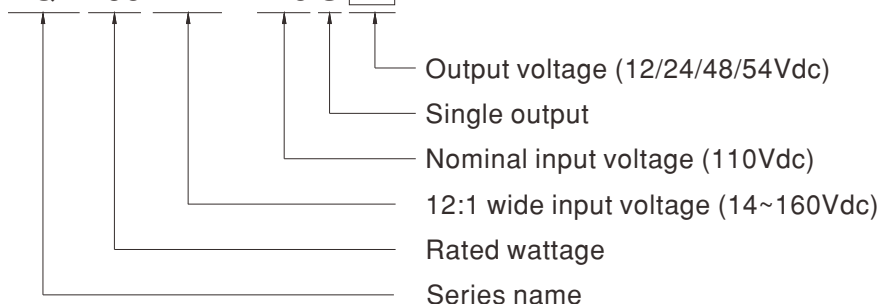 Output voltage (12/24/48/54Vdc)
Single output
Nominal input voltage (110Vdc)
12:1 wide input voltage (14~160Vdc)
Rated wattage
Series name